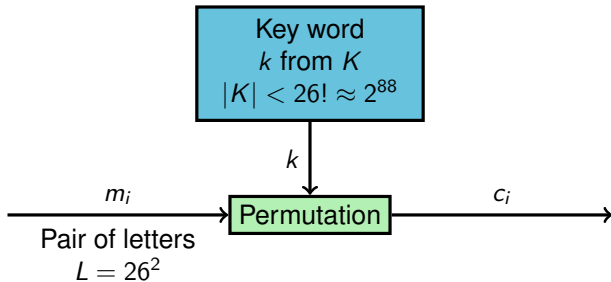 Key word
k from K
|K| < 26! ≈ 2^88
k
m_i
Permutation
c_i
Pair of letters
L = 26^2